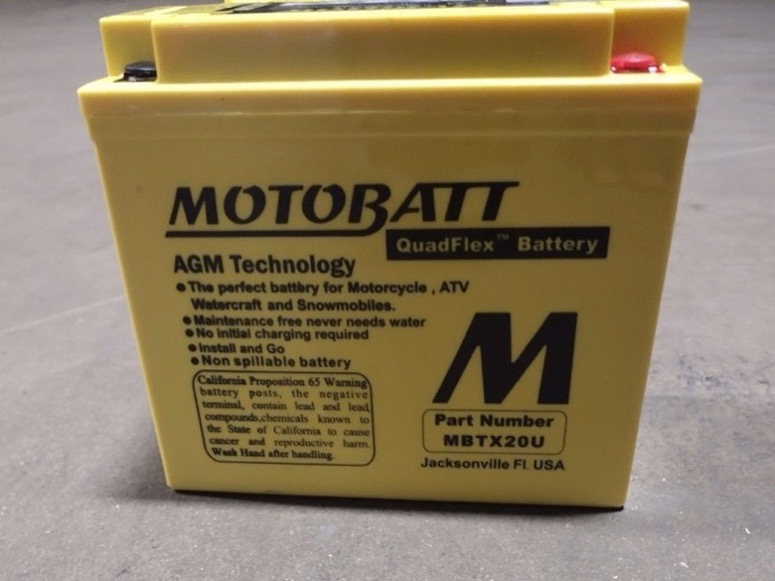 MOTOBATT
QuadFlex™ Battery
AGM Technology
● The perfect battery for Motorcycle , ATV
Watercraft and Snowmobiles.
● Maintenance free never needs water
● No initial charging required
● Install and Go
● Non spillable battery
California Proposition 65 Warning
battery posts, the negative
terminal, contain lead and lead
compounds,chemicals known to
the State of California to cause
cancer and reproductive harm.
Wash Hand after handling.
M
Part Number
MBTX20U
Jacksonville Fl. USA